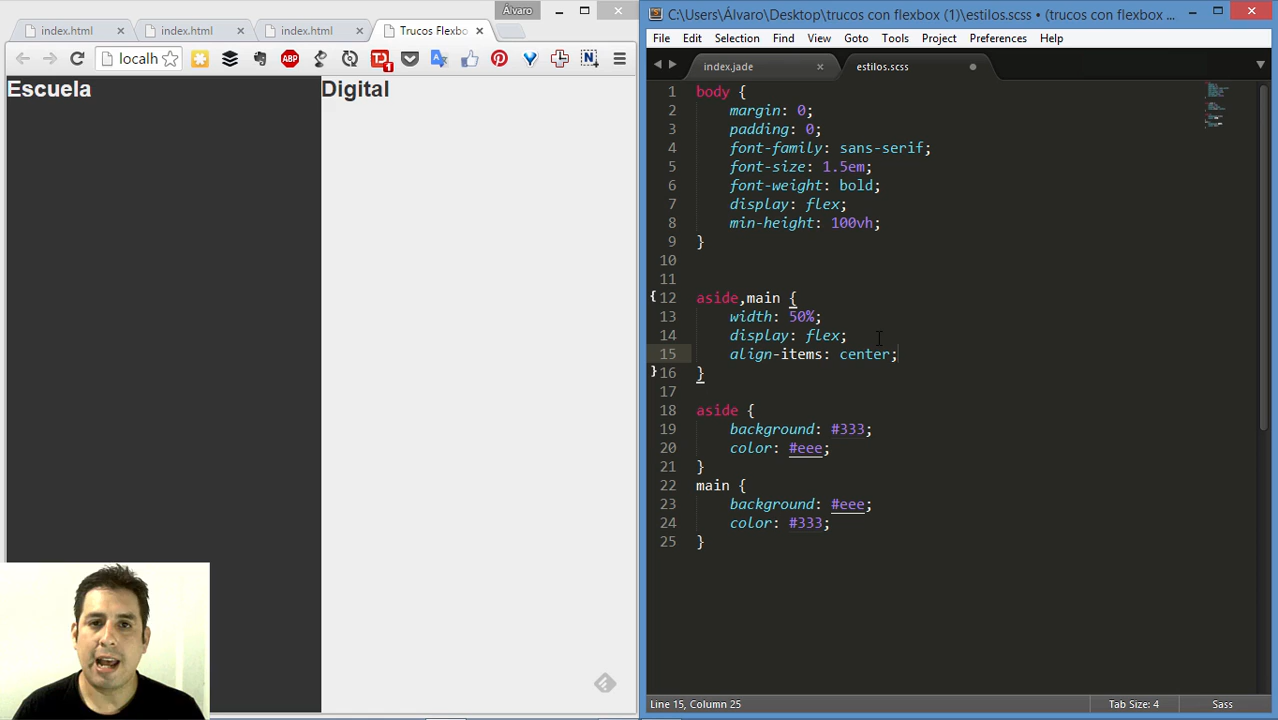 Álvaro
index.html
index.html
index.html
Trucos Flexbo
localh
ABP
1
Escuela
Digital
C:\Users\Álvaro\Desktop\trucos con flexbox (1)\estilos.scss • (trucos con flexbox ...
File Edit Selection Find View Goto Tools Project Preferences Help
index.jade
estilos.scss
1 body {
2 margin: 0;
3 padding: 0;
4 font-family: sans-serif;
5 font-size: 1.5em;
6 font-weight: bold;
7 display: flex;
8 min-height: 100vh;
9 }
10
11
12 aside,main {
13 width: 50%;
14 display: flex;
15 align-items: center;
16 }
17
18 aside {
19 background: #333;
20 color: #eee;
21 }
22 main {
23 background: #eee;
24 color: #333;
25 }
Line 15, Column 25
Tab Size: 4
Sass